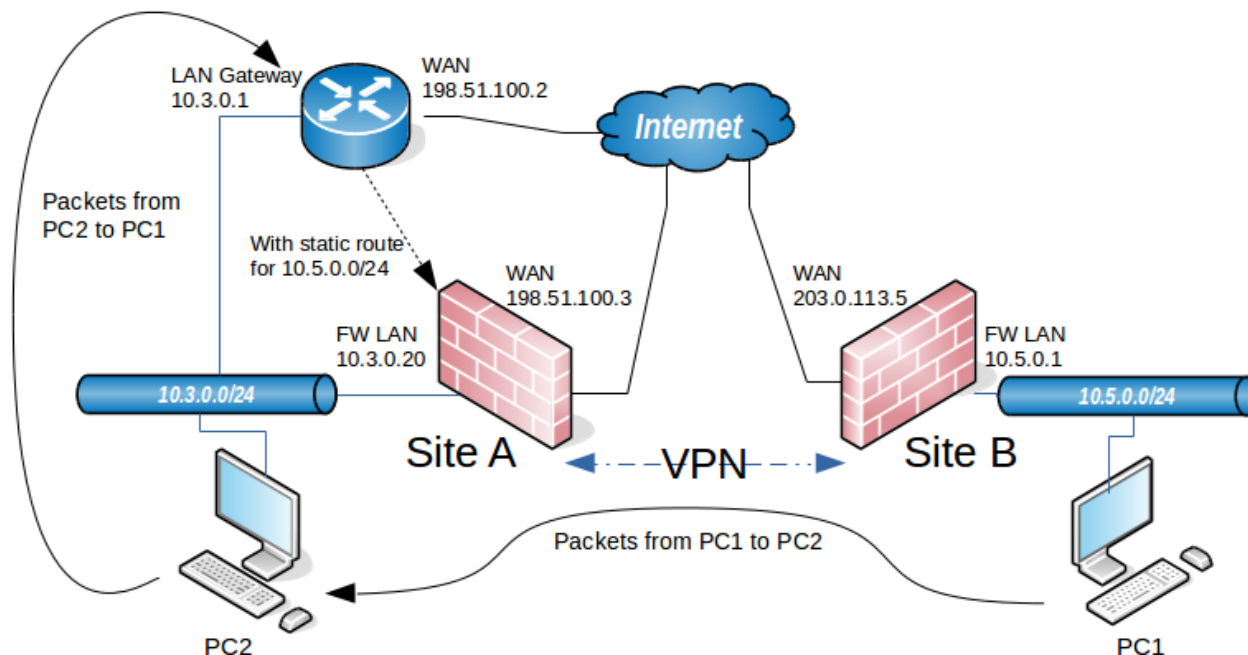 LAN Gateway
10.3.0.1
WAN
198.51.100.2
Internet
Packets from
PC2 to PC1
With static route
for 10.5.0.0/24
WAN
198.51.100.3
WAN
203.0.113.5
FW LAN
10.3.0.20
FW LAN
10.5.0.1
10.3.0.0/24
10.5.0.0/24
Site A
VPN
Site B
Packets from PC1 to PC2
PC2
PC1